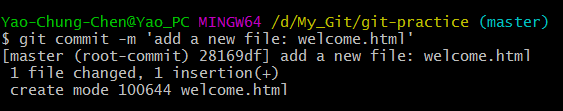 Yao-Chung-Chen@Yao_PC MINGW64 /d/My_Git/git-practice (master)
$ git commit -m 'add a new file: welcome.html'
[master (root-commit) 28169df] add a new file: welcome.html
 1 file changed, 1 insertion(+)
 create mode 100644 welcome.html